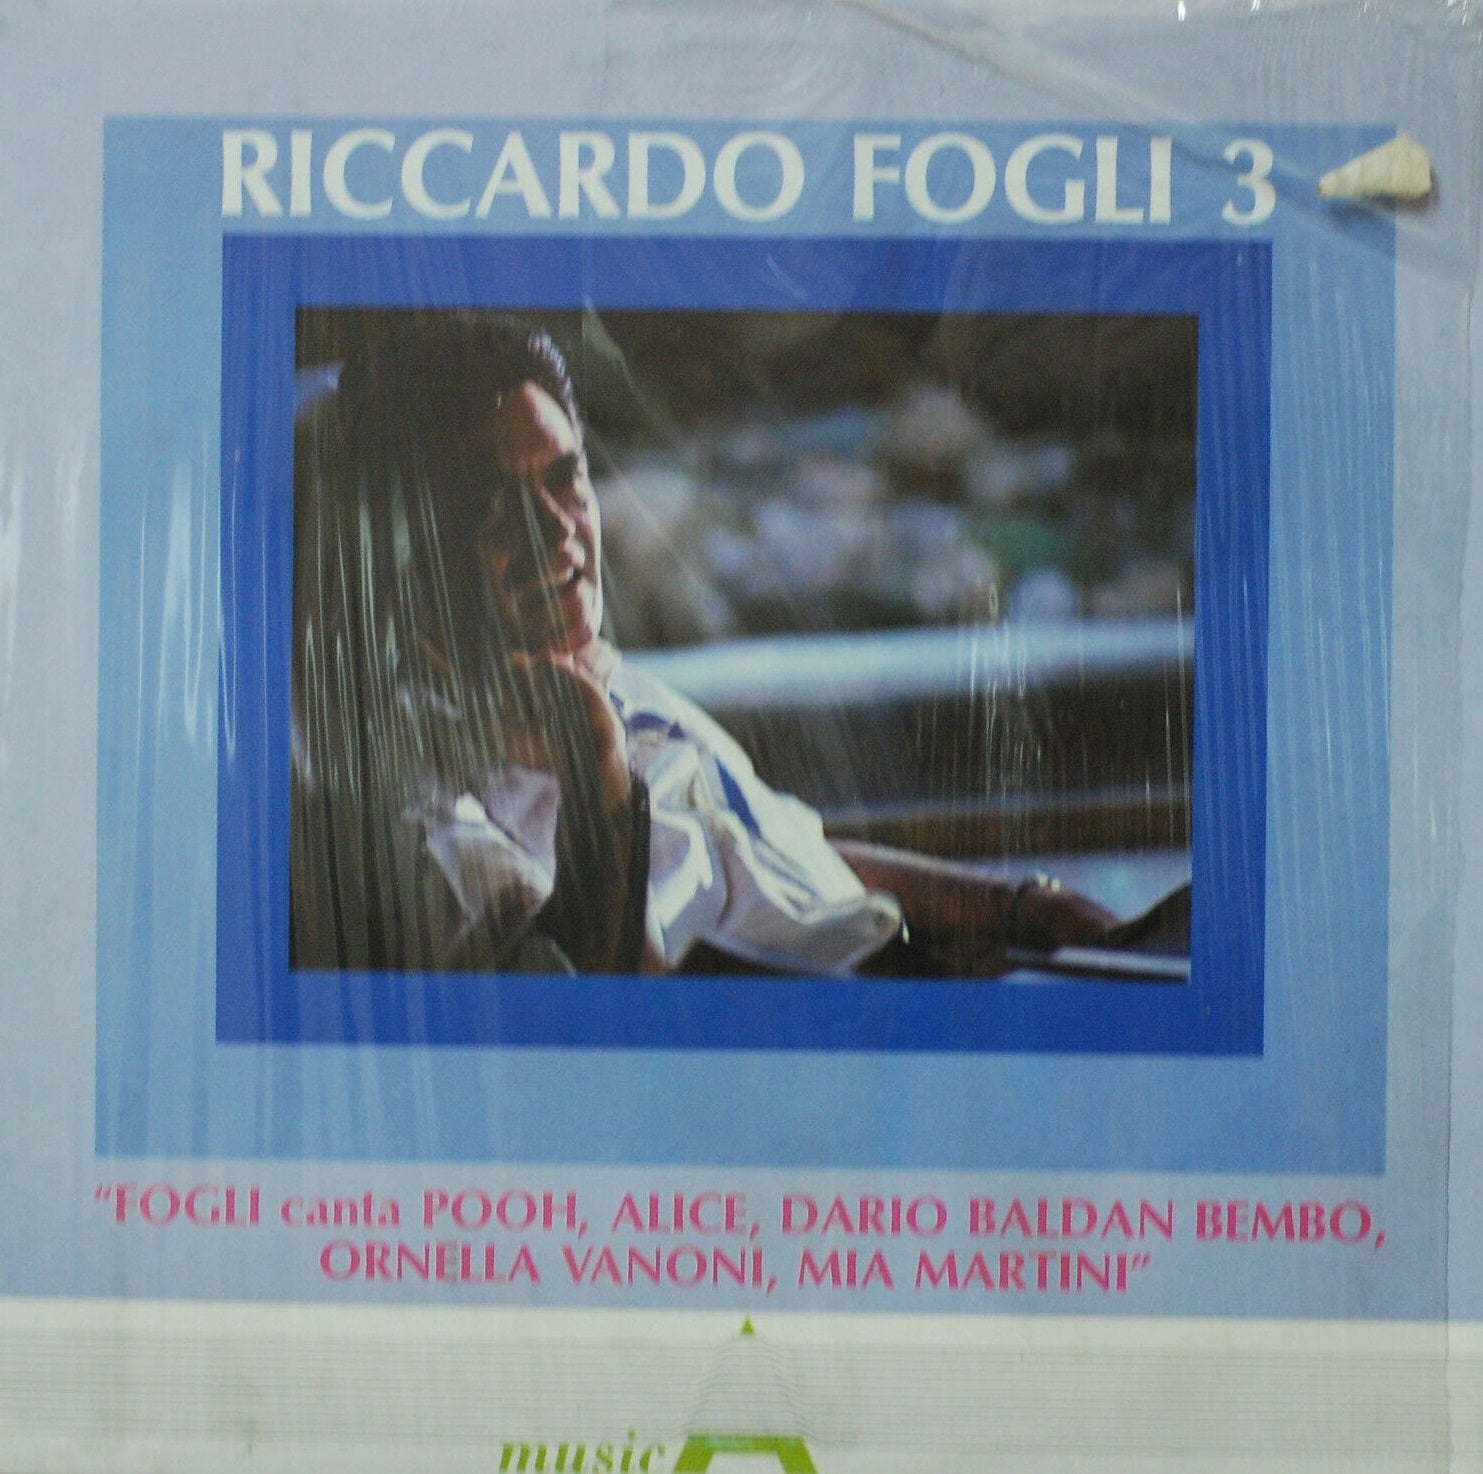 RICCARDO FOGLI 3
"FOGLI canta POOH, ALICE, DARIO BALDAN BEMBO,
ORNELLA VANONI, MIA MARTINI"
music A